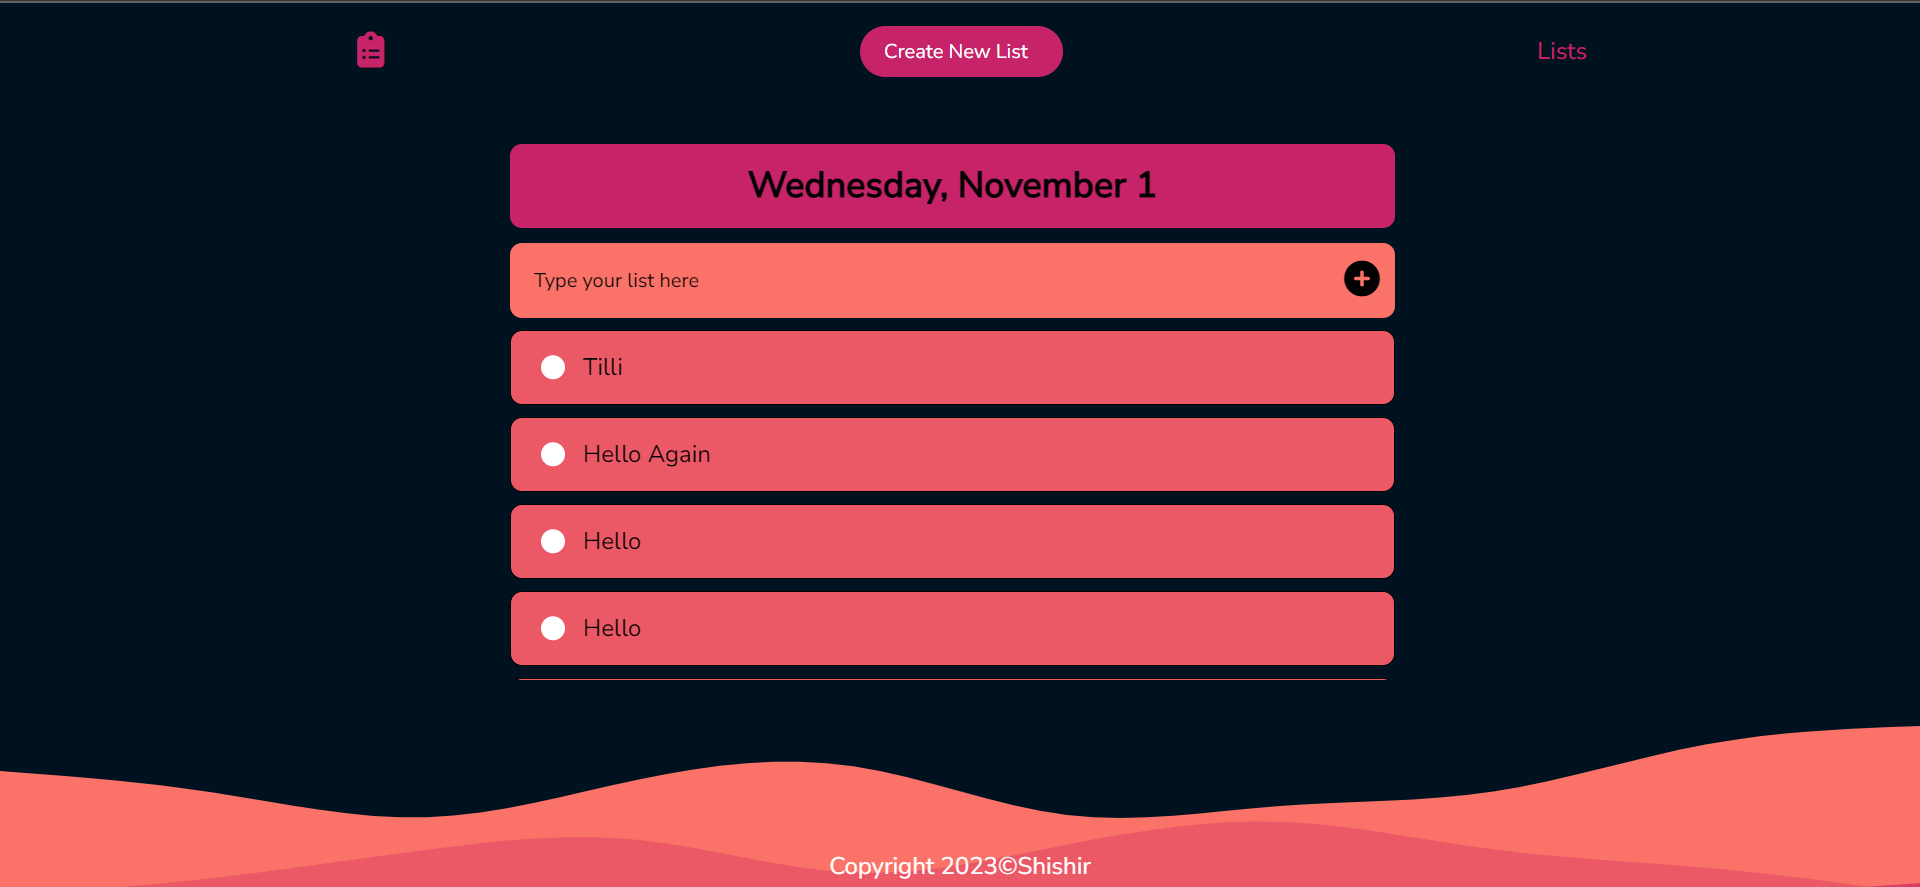 Create New List
Lists
Wednesday, November 1
Type your list here
Tilli
Hello Again
Hello
Hello
Copyright 2023©Shishir